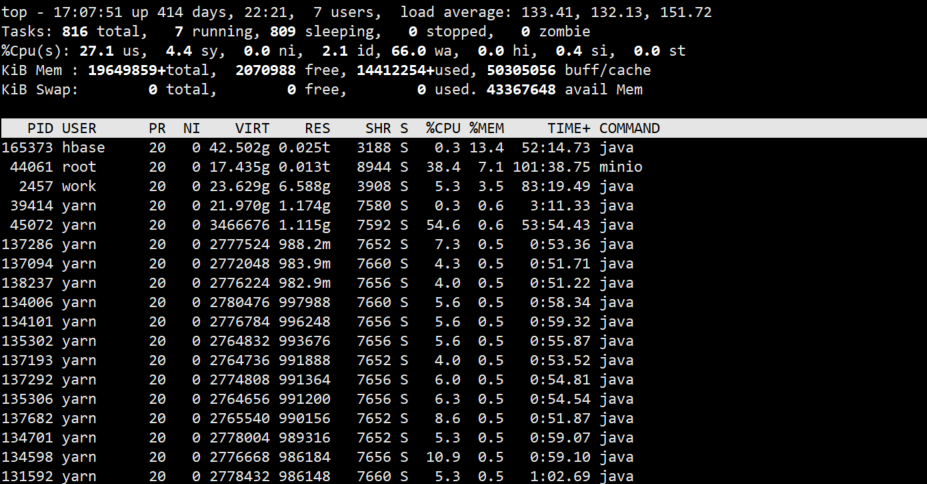 top - 17:07:51 up 414 days, 22:21,  7 users,  load average: 133.41, 132.13, 151.72
Tasks: 816 total,   7 running, 809 sleeping,   0 stopped,   0 zombie
%Cpu(s): 27.1 us,  4.4 sy,  0.0 ni,  2.1 id, 66.0 wa,  0.0 hi,  0.4 si,  0.0 st
KiB Mem : 19649859+total,  2070988 free, 14412254+used, 50305056 buff/cache
KiB Swap:        0 total,        0 free,        0 used. 43367648 avail Mem
PID USER      PR  NI    VIRT    RES    SHR S  %CPU %MEM     TIME+ COMMAND
165373 hbase     20   0 42.502g 0.025t   3188 S   0.3 13.4  52:14.73 java
44061 root      20   0 17.435g 0.013t   8944 S  38.4  7.1 101:38.75 minio
2457 work      20   0 23.629g 6.588g   3908 S   5.3  3.5  83:19.49 java
39414 yarn      20   0 21.970g 1.174g   7580 S   0.3  0.6   3:11.33 java
45072 yarn      20   0 3466676 1.115g   7592 S  54.6  0.6  53:54.43 java
137286 yarn      20   0 2777524 988.2m   7652 S   7.3  0.5   0:53.36 java
137094 yarn      20   0 2772048 983.9m   7660 S   4.3  0.5   0:51.71 java
138237 yarn      20   0 2776224 982.9m   7656 S   4.0  0.5   0:51.22 java
134006 yarn      20   0 2780476 997988   7660 S   5.6  0.5   0:58.34 java
134101 yarn      20   0 2776784 996248   7656 S   5.6  0.5   0:59.32 java
135302 yarn      20   0 2764832 993676   7656 S   5.6  0.5   0:55.87 java
137193 yarn      20   0 2764736 991888   7652 S   4.0  0.5   0:53.52 java
137292 yarn      20   0 2774808 991364   7656 S   6.0  0.5   0:54.81 java
135306 yarn      20   0 2764656 991200   7656 S   6.3  0.5   0:54.54 java
137682 yarn      20   0 2765540 990156   7652 S   8.6  0.5   0:51.87 java
134701 yarn      20   0 2778004 989316   7652 S   5.3  0.5   0:59.07 java
134598 yarn      20   0 2776668 986184   7656 S  10.9  0.5   0:59.10 java
131592 yarn      20   0 2778432 986148   7660 S   5.3  0.5   1:02.69 java